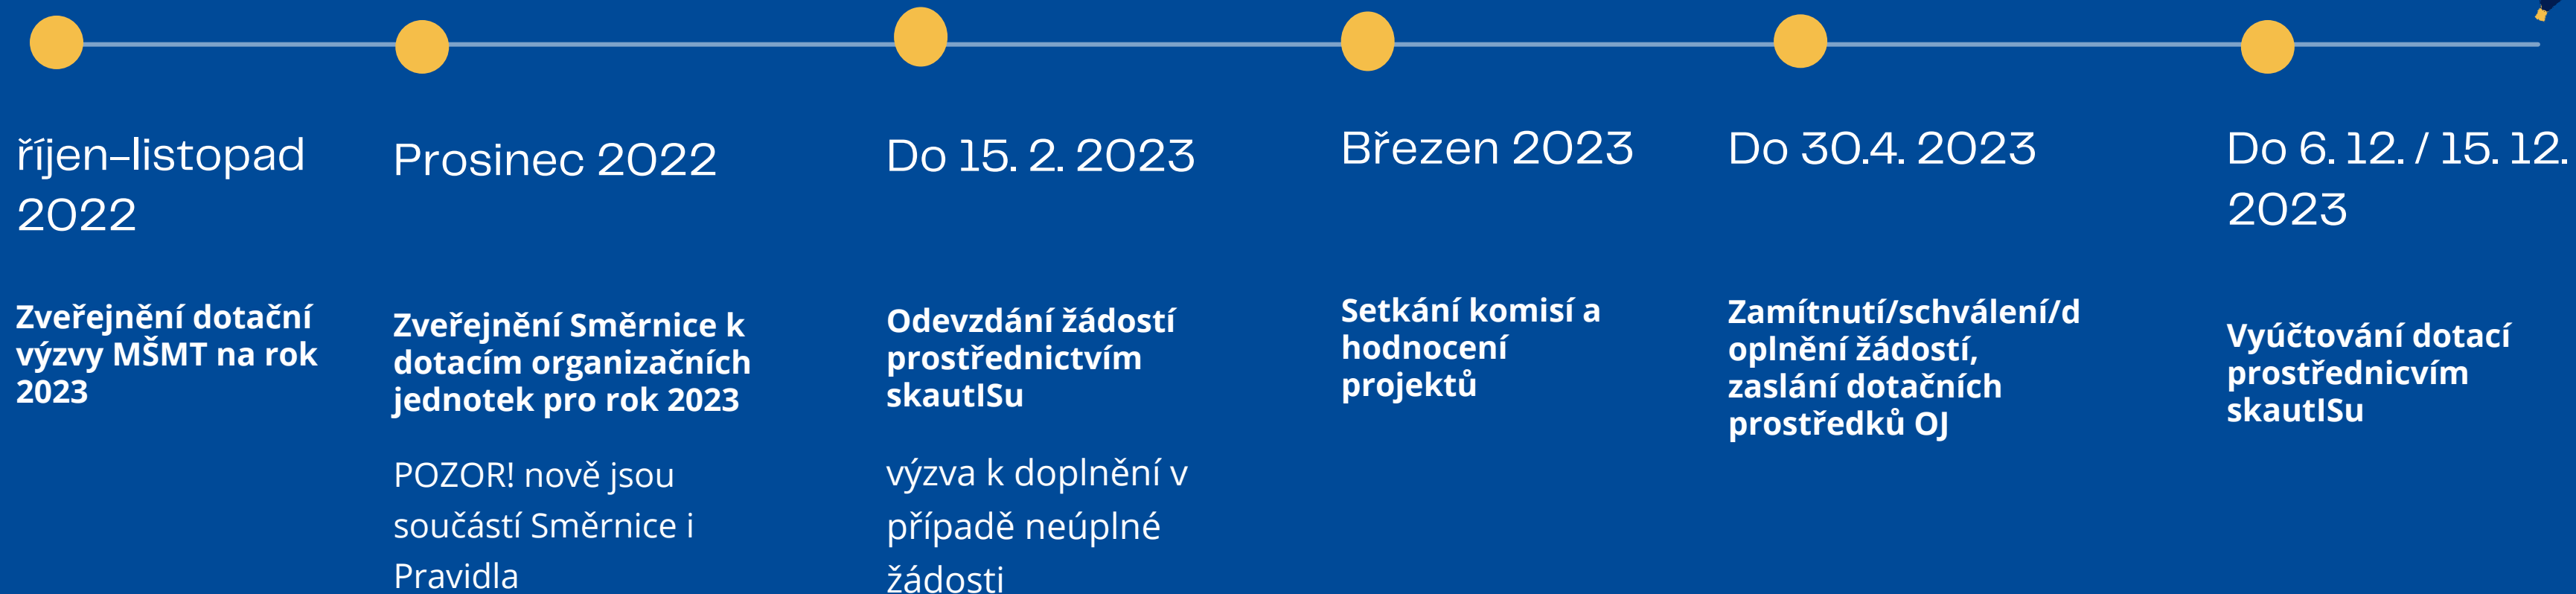 říjen–listopad
2022
Zveřejnění dotační
výzvy MŠMT na rok
2023
Prosinec 2022
Zveřejnění Směrnice k
dotacím organizačních
jednotek pro rok 2023
POZOR! nově jsou
součástí Směrnice i
Pravidla
Do 15. 2. 2023
Odevzdání žádostí
prostřednictvím
skautISu
výzva k doplnění v
případě neúplné
žádosti
Březen 2023
Setkání komisí a
hodnocení
projektů
Do 30.4. 2023
Zamítnutí/schválení/d
oplnění žádostí,
zaslání dotačních
prostředků OJ
Do 6. 12. / 15. 12.
2023
Vyúčtování dotací
prostřednicvím
skautISu